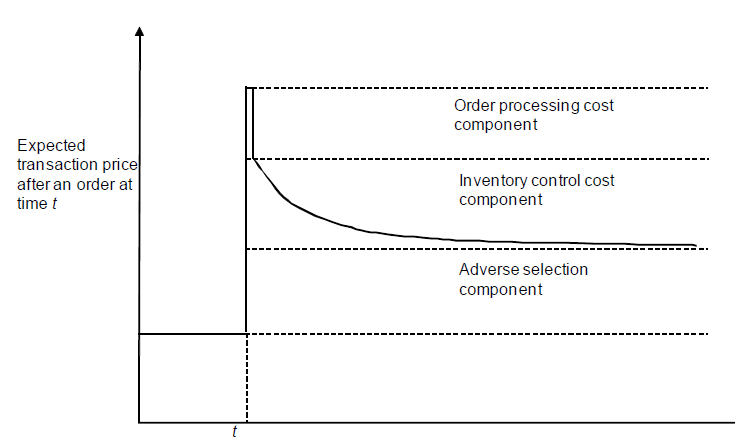 Order processing cost
component
Expected
transaction price
after an order at
time t
Inventory control cost
component
Adverse selection
component
t